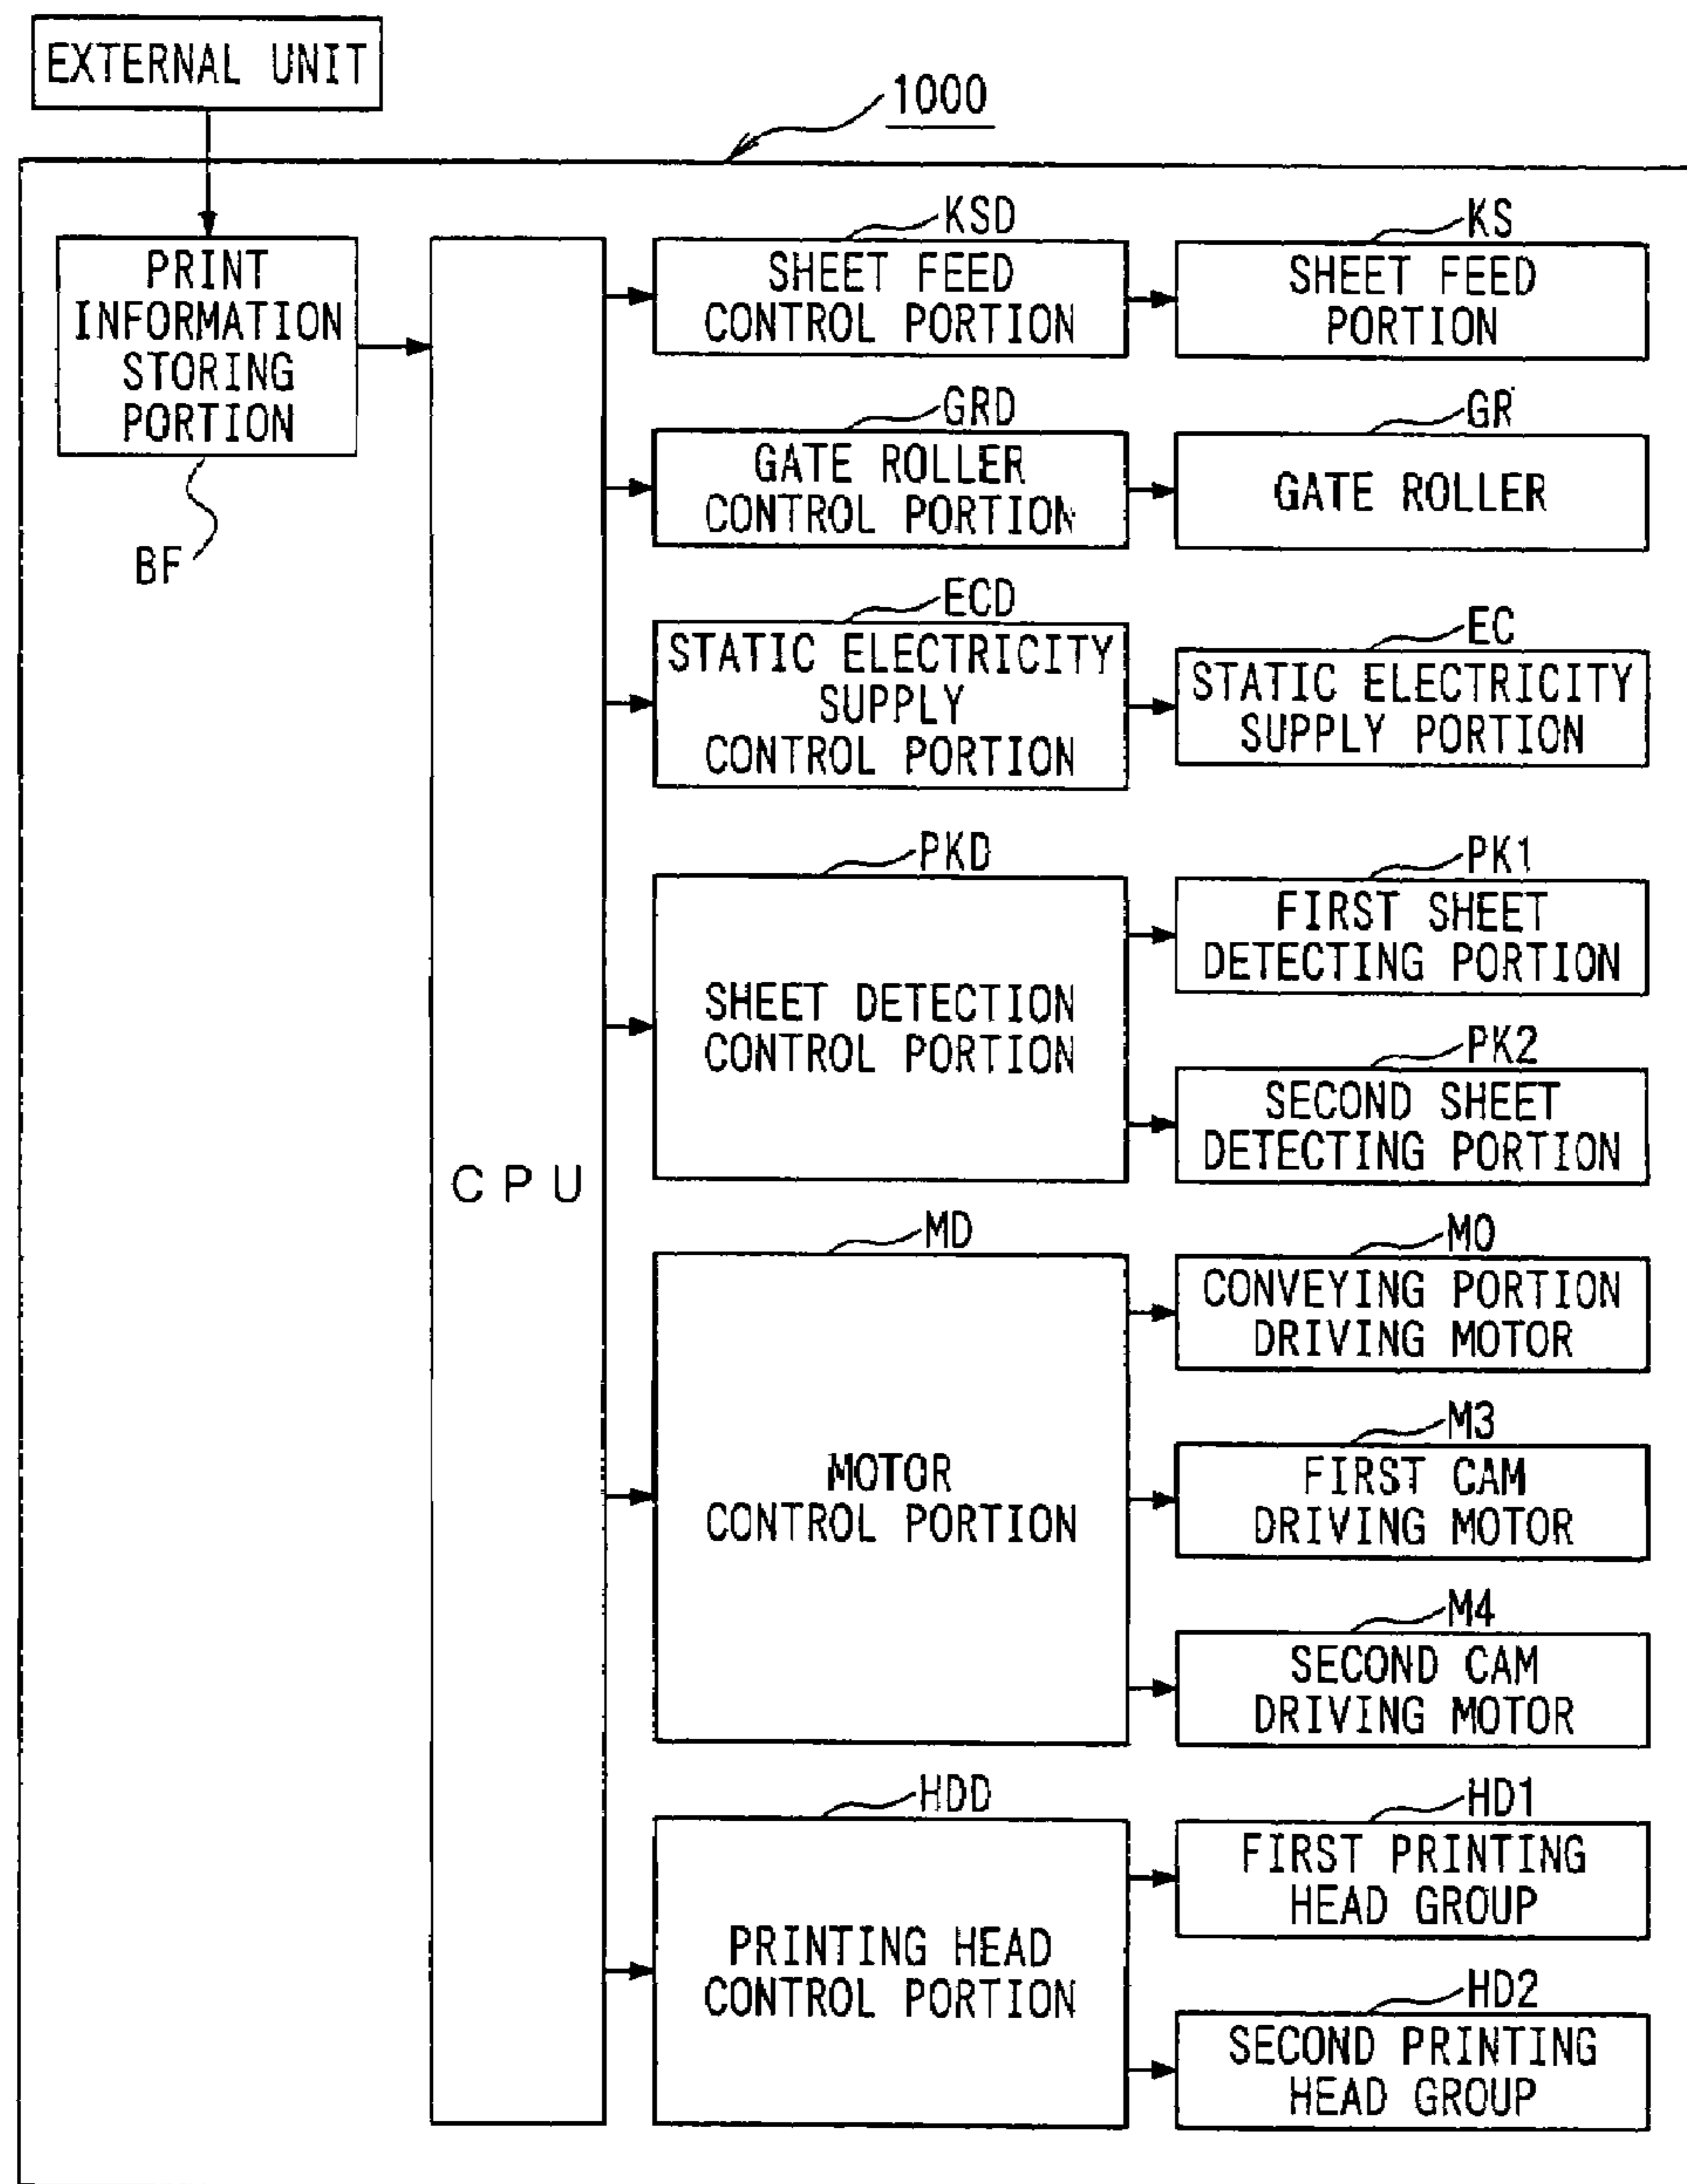 EXTERNAL UNIT
1000
PRINT
INFORMATION
STORING
PORTION
BF
CPU
KSD
SHEET FEED
CONTROL PORTION
KS
SHEET FEED
PORTION
GRD
GATE ROLLER
CONTROL PORTION
GR
GATE ROLLER
ECD
STATIC ELECTRICITY
SUPPLY
CONTROL PORTION
EC
STATIC ELECTRICITY
SUPPLY PORTION
PKD
SHEET DETECTION
CONTROL PORTION
PK1
FIRST SHEET
DETECTING PORTION
PK2
SECOND SHEET
DETECTING PORTION
MD
MOTOR
CONTROL PORTION
MO
CONVEYING PORTION
DRIVING MOTOR
M3
FIRST CAM
DRIVING MOTOR
M4
SECOND CAM
DRIVING MOTOR
HDD
PRINTING HEAD
CONTROL PORTION
HD1
FIRST PRINTING
HEAD GROUP
HD2
SECOND PRINTING
HEAD GROUP